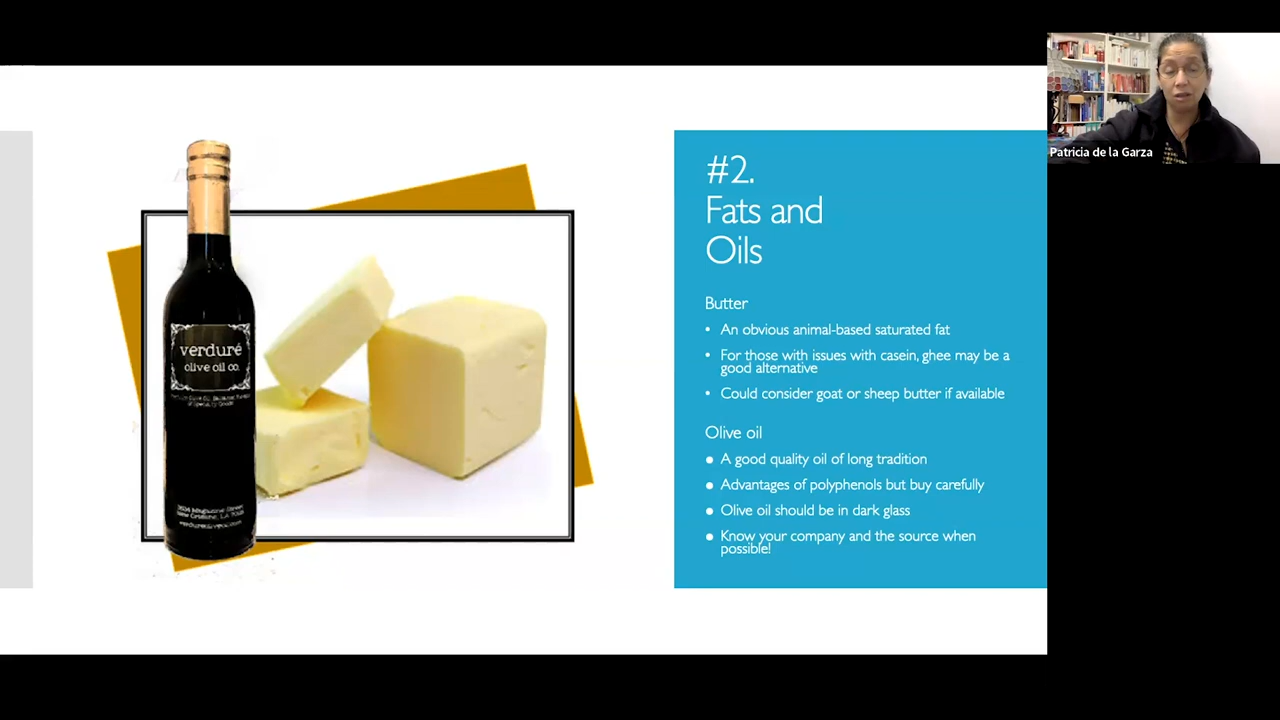 #2.
Fats and
Oils
Butter
• An obvious animal-based saturated fat
• For those with issues with casein, ghee may be a
good alternative
• Could consider goat or sheep butter if available
Olive oil
● A good quality oil of long tradition
● Advantages of polyphenols but buy carefully
● Olive oil should be in dark glass
● Know your company and the source when
possible!
verduré
olive oil co.
Patricia de la Garza